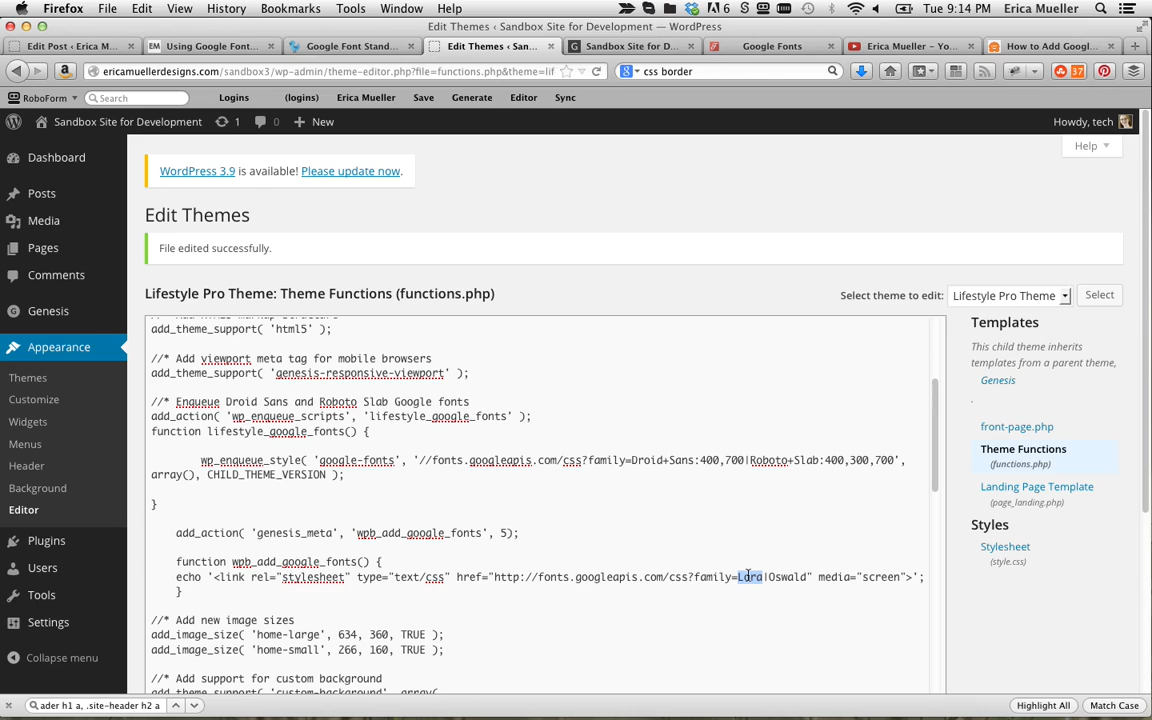 Firefox File Edit View History Bookmarks Tools Window Help 6 Tue 9:14 PM Erica Mueller
Edit Themes ‹ Sandbox Site for Development — WordPress
Edit Post ‹ Erica M... × Using Google Font... × Google Font Stand... × Edit Themes ‹ San... × Sandbox Site for D... × Google Fonts × Erica Mueller – Yo... × How to Add Googl... ×
ericamuellerdesigns.com/sandbox3/wp-admin/theme-editor.php?file=functions.php&theme=lif css border 37
RoboForm Search Logins (logins) Erica Mueller Save Generate Editor Sync
Sandbox Site for Development 1 0 + New Howdy, tech
Help
Dashboard
Posts
Media
Pages
Comments
Genesis
Appearance
Themes
Customize
Widgets
Menus
Header
Background
Editor
Plugins
Users
Tools
Settings
Collapse menu
WordPress 3.9 is available! Please update now.
Edit Themes
File edited successfully.
Lifestyle Pro Theme: Theme Functions (functions.php)
Select theme to edit: Lifestyle Pro Theme Select
add_theme_support( 'html5' );
//* Add viewport meta tag for mobile browsers
add_theme_support( 'genesis-responsive-viewport' );
//* Enqueue Droid Sans and Roboto Slab Google fonts
add_action( 'wp_enqueue_scripts', 'lifestyle_google_fonts' );
function lifestyle_google_fonts() {
wp_enqueue_style( 'google-fonts', '//fonts.googleapis.com/css?family=Droid+Sans:400,700|Roboto+Slab:400,300,700',
array(), CHILD_THEME_VERSION );
}
add_action( 'genesis_meta', 'wpb_add_google_fonts', 5);
function wpb_add_google_fonts() {
echo '<link rel="stylesheet" type="text/css" href="http://fonts.googleapis.com/css?family=Lora|Oswald" media="screen">';
}
//* Add new image sizes
add_image_size( 'home-large', 634, 360, TRUE );
add_image_size( 'home-small', 266, 160, TRUE );
//* Add support for custom background
add_theme_support( 'custom-background', array(
Templates
This child theme inherits
templates from a parent theme,
Genesis
.
front-page.php
Theme Functions
(functions.php)
Landing Page Template
(page_landing.php)
Styles
Stylesheet
(style.css)
× ader h1 a, .site-header h2 a Highlight All Match Case